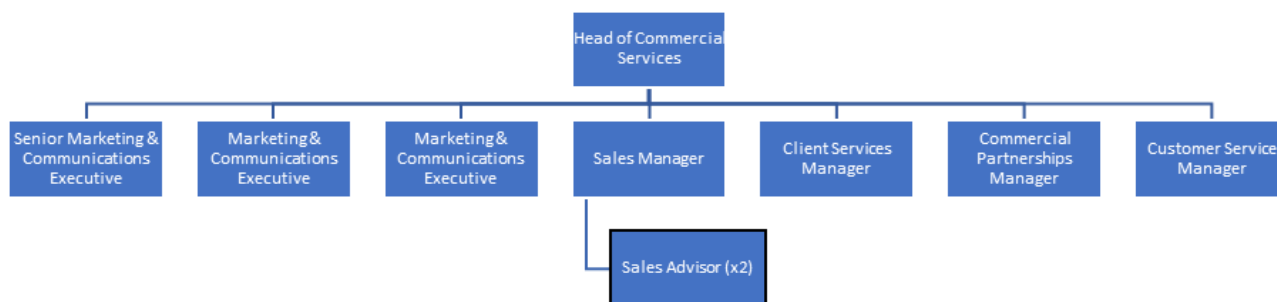 Head of Commercial
Services
Senior Marketing &
Communications
Executive
Marketing &
Communications
Executive
Marketing &
Communications
Executive
Sales Manager
Client Services
Manager
Commercial
Partnerships
Manager
Customer Service
Manager
Sales Advisor (x2)